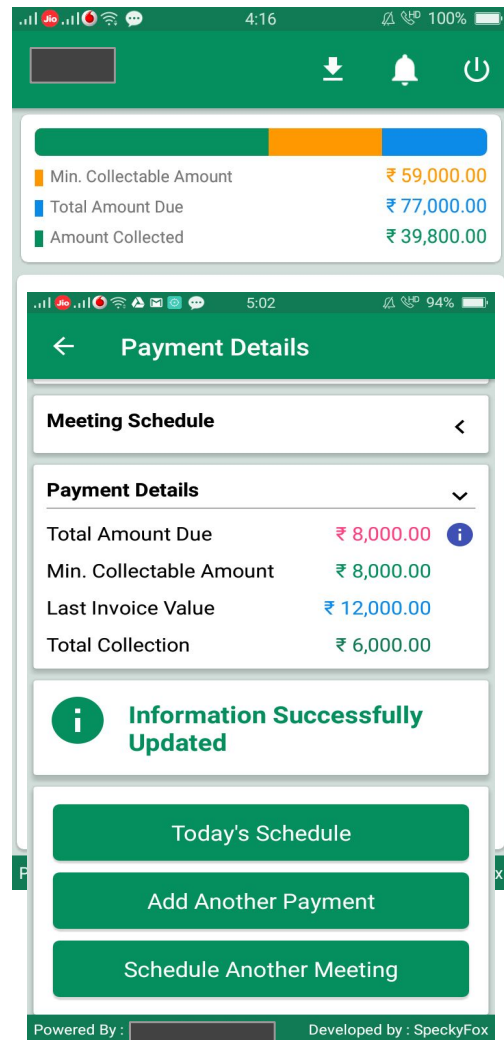 Jio 4:16 100%
Min. Collectable Amount ₹ 59,000.00
Total Amount Due ₹ 77,000.00
Amount Collected ₹ 39,800.00
Jio 5:02 94%
Payment Details
Meeting Schedule
Payment Details
Total Amount Due ₹ 8,000.00 i
Min. Collectable Amount ₹ 8,000.00
Last Invoice Value ₹ 12,000.00
Total Collection ₹ 6,000.00
i Information Successfully
Updated
Today's Schedule
Add Another Payment
Schedule Another Meeting
Powered By : Developed by : SpeckyFox